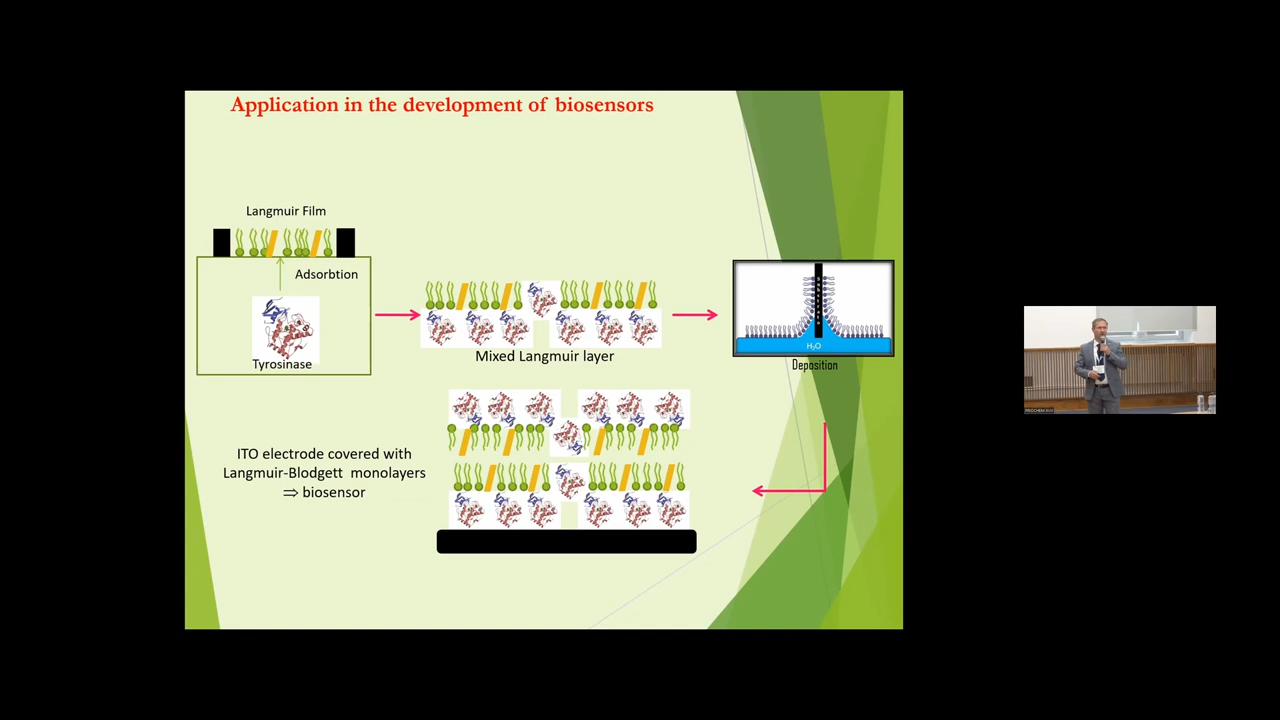 Application in the development of biosensors
Langmuir Film
Adsorbtion
Tyrosinase
Mixed Langmuir layer
H₂O
Deposition
ITO electrode covered with
Langmuir-Blodgett monolayers
⇒ biosensor